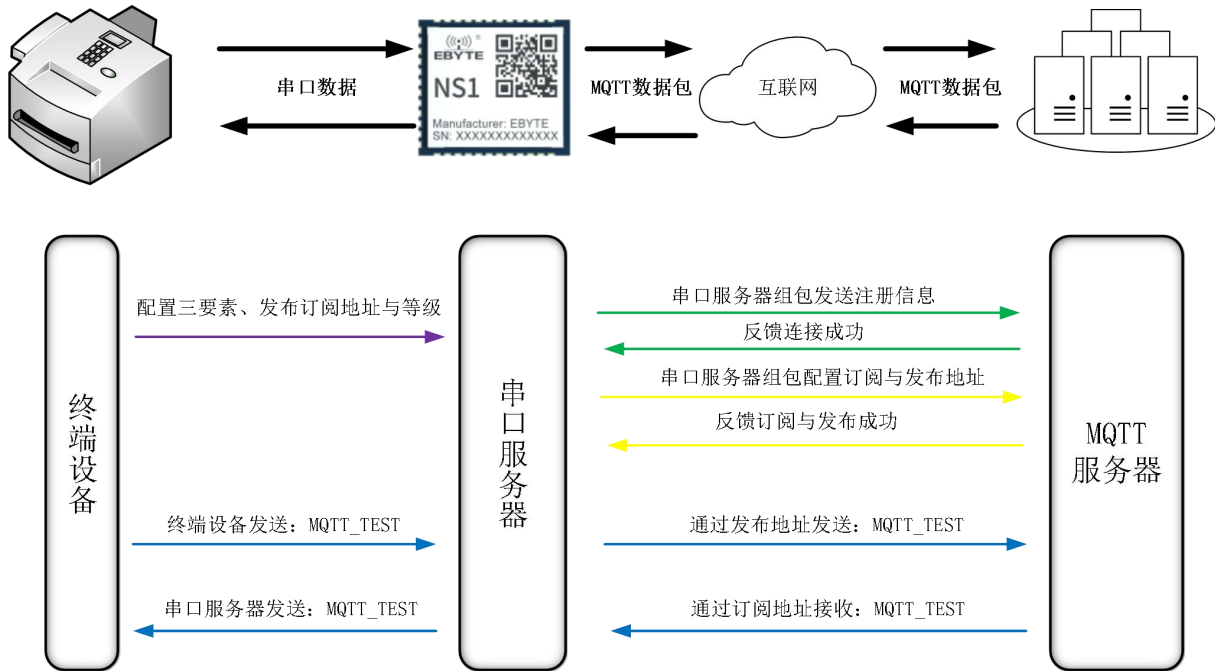 串口数据
((•)) ®
EBYTE
NS1
Manufacturer: EBYTE
SN: XXXXXXXXXXXXXX
MQTT数据包
互联网
MQTT数据包
配置三要素、发布订阅地址与等级
串口服务器组包发送注册信息
反馈连接成功
串口服务器组包配置订阅与发布地址
反馈订阅与发布成功
终端设备
串口服务器
MQTT
服务器
终端设备发送：MQTT_TEST
通过发布地址发送：MQTT_TEST
串口服务器发送：MQTT_TEST
通过订阅地址接收：MQTT_TEST